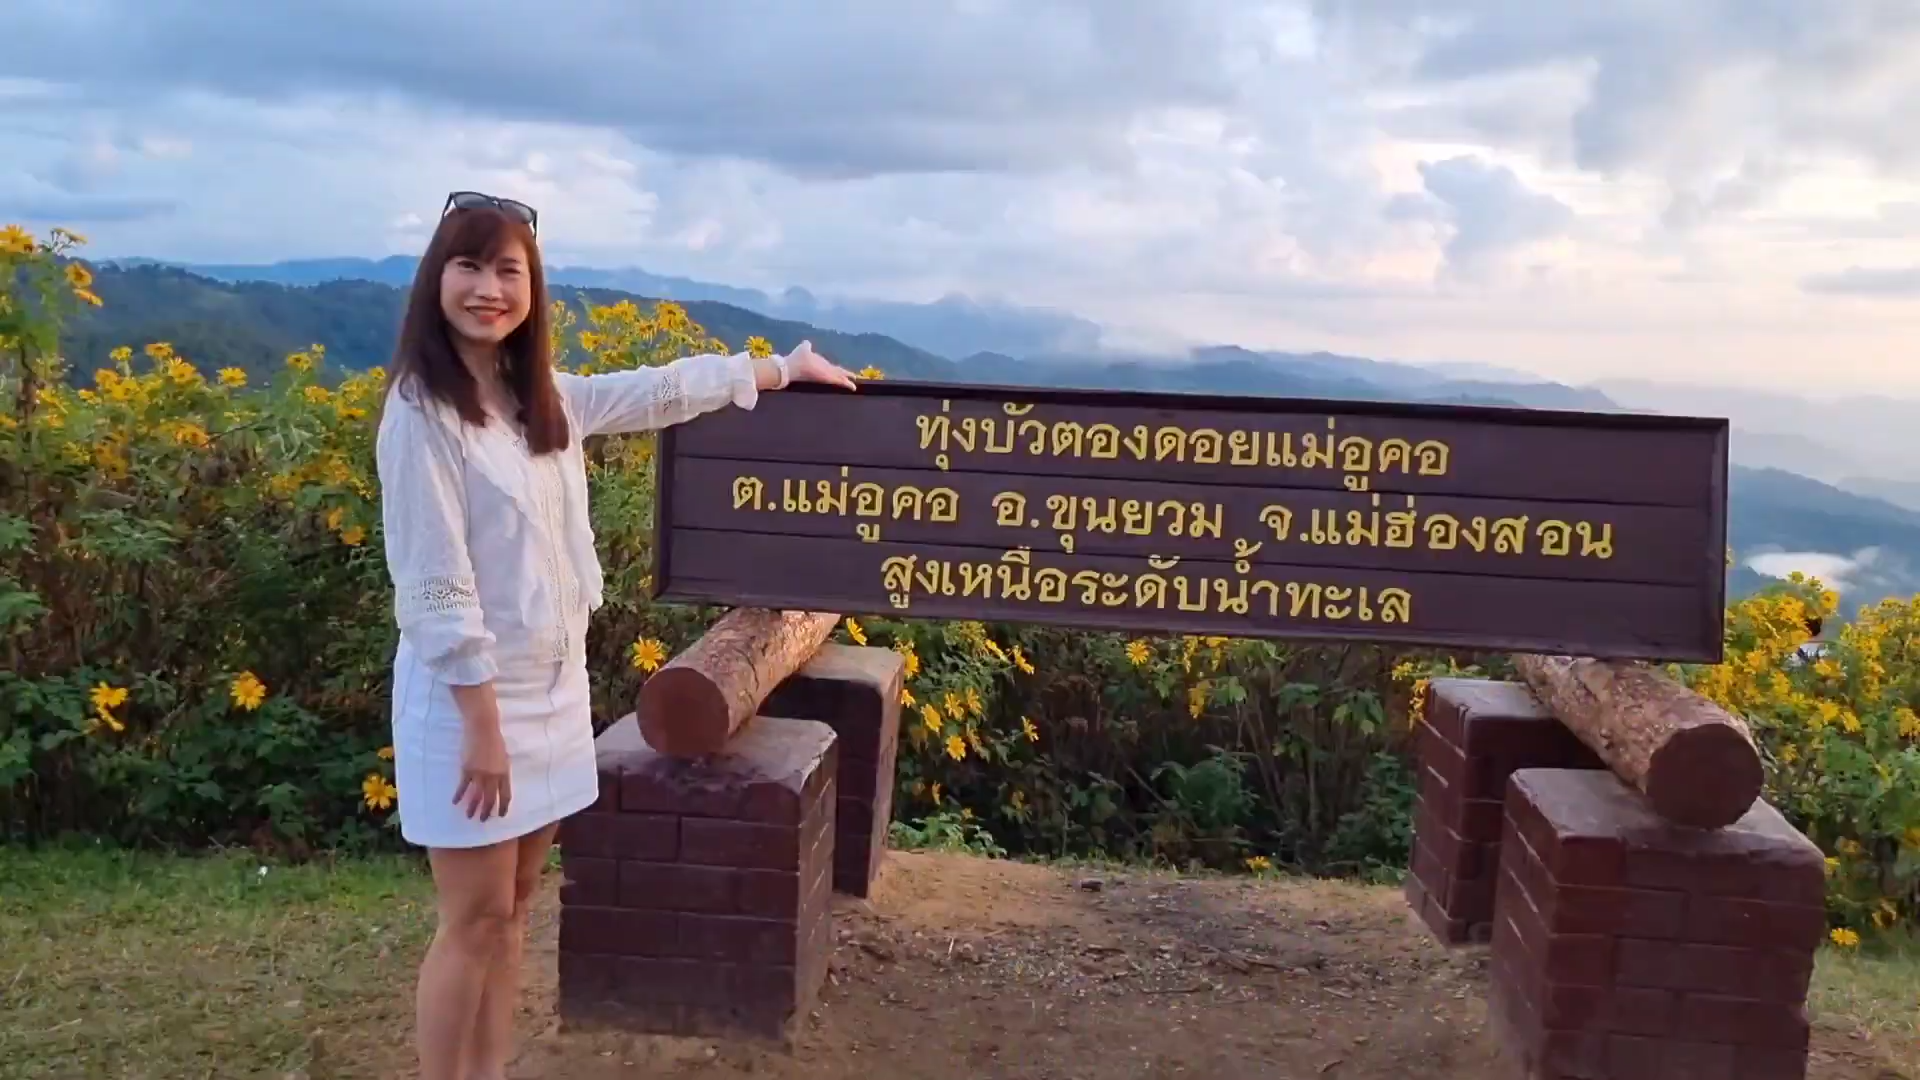 ทุ่งบัวตองดอยแม่อูคอ
ต.แม่อูคอ อ.ขุนยวม จ.แม่ฮ่องสอน
สูงเหนือระดับน้ำทะเล